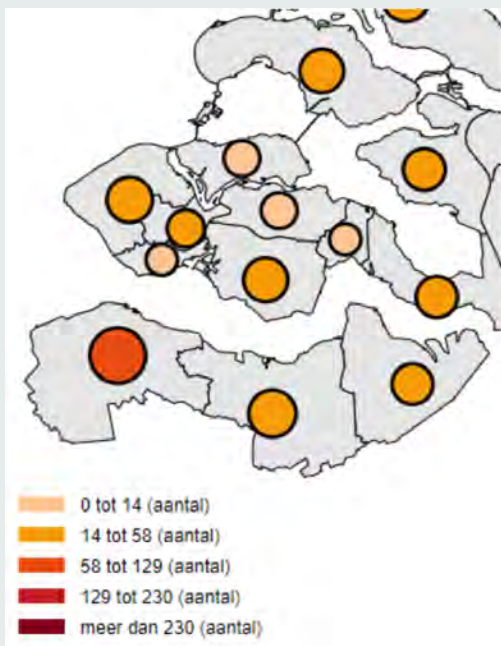 0 tot 14 (aantal)
14 tot 58 (aantal)
58 tot 129 (aantal)
129 tot 230 (aantal)
meer dan 230 (aantal)